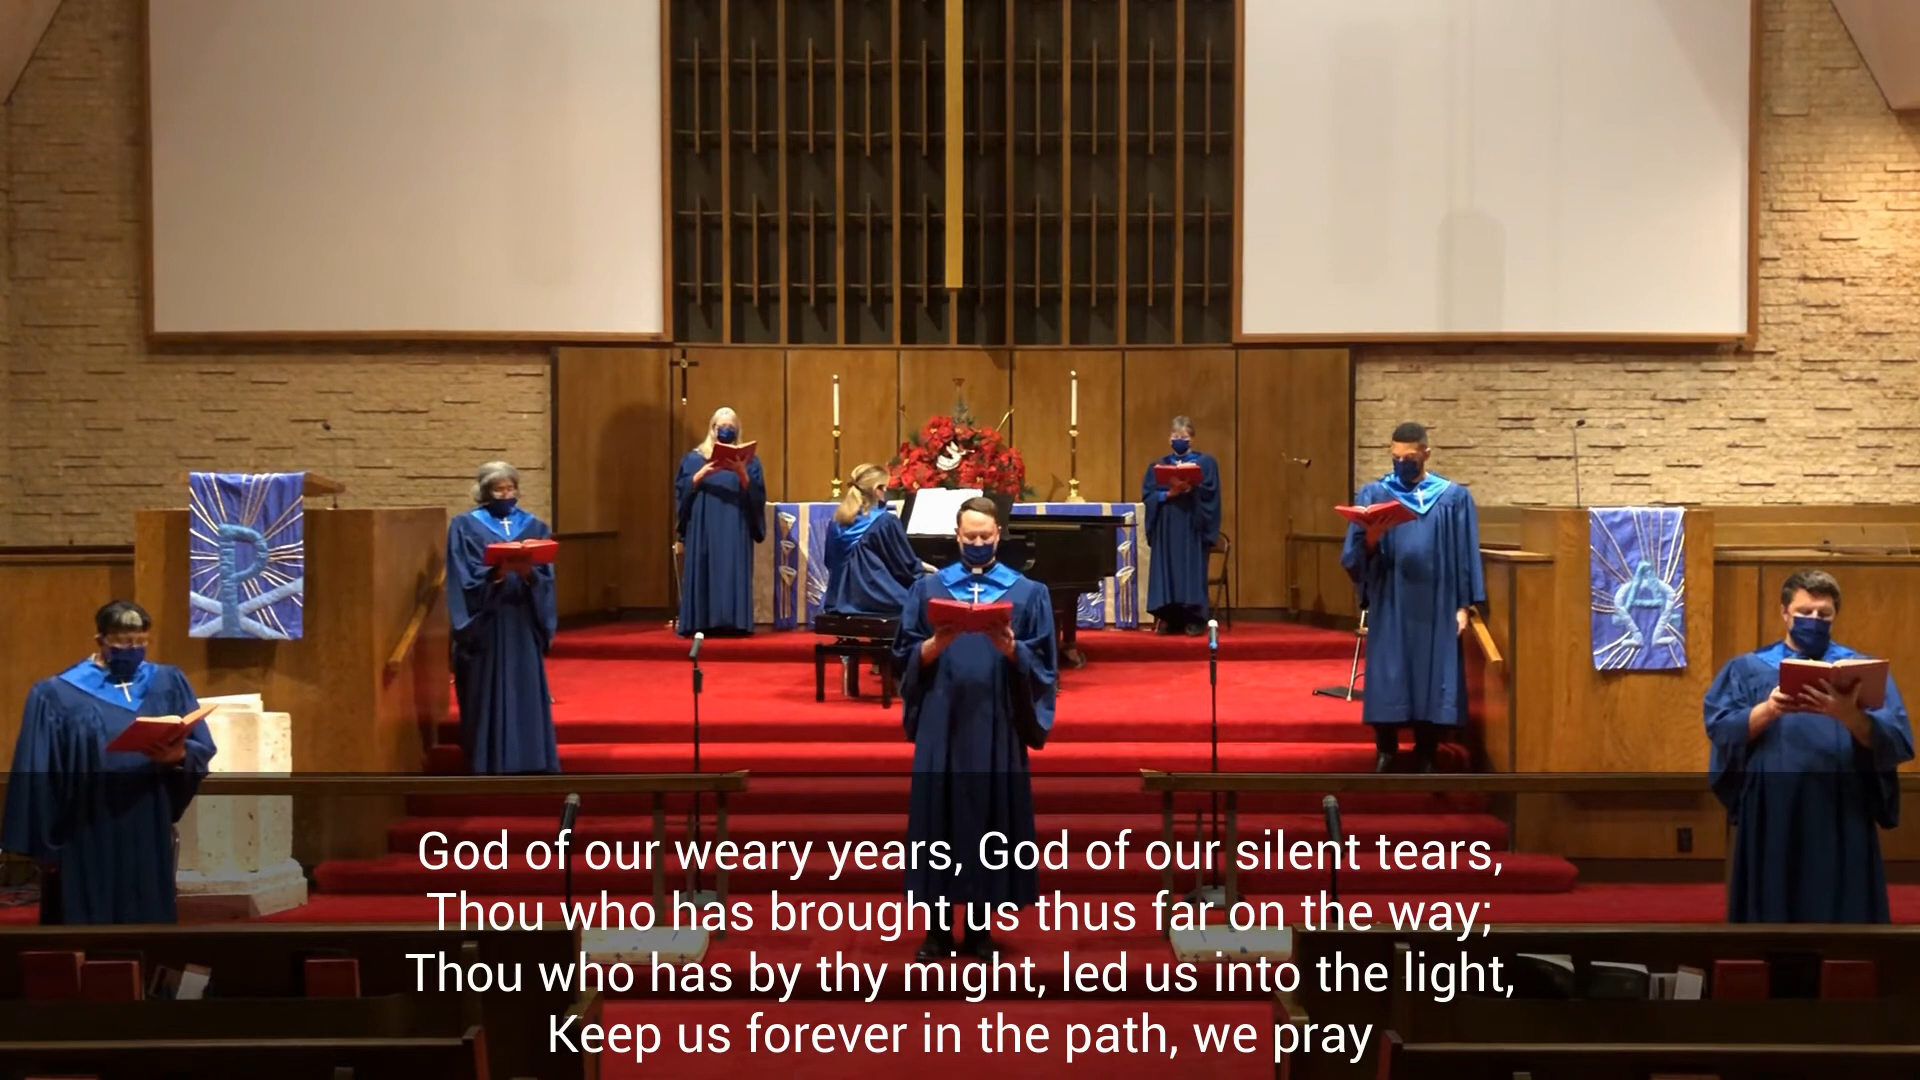 God of our weary years, God of our silent tears,
Thou who has brought us thus far on the way;
Thou who has by thy might, led us into the light,
Keep us forever in the path, we pray